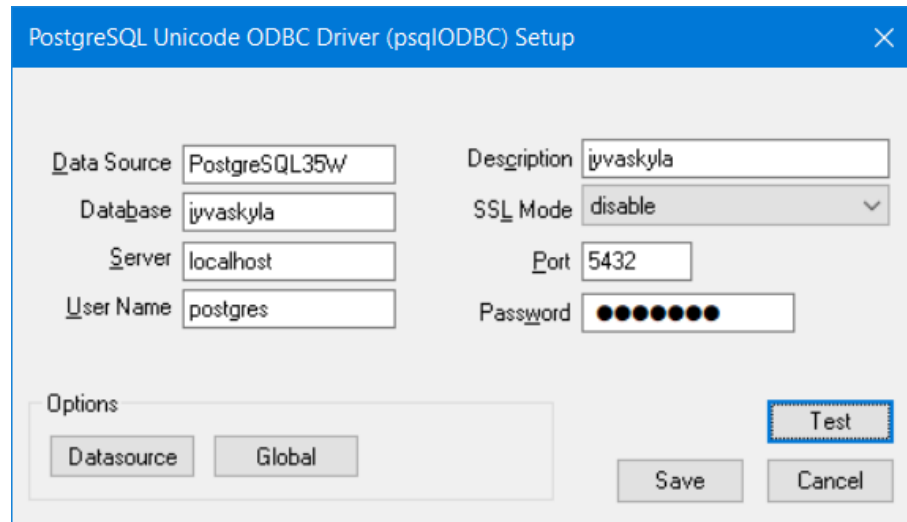 PostgreSQL Unicode ODBC Driver (psqlODBC) Setup
Data Source PostgreSQL35W
Description jyvaskyla
Database jyvaskyla
SSL Mode disable
Server localhost
Port 5432
User Name postgres
Password ●●●●●●●
Options
Datasource Global
Test
Save Cancel